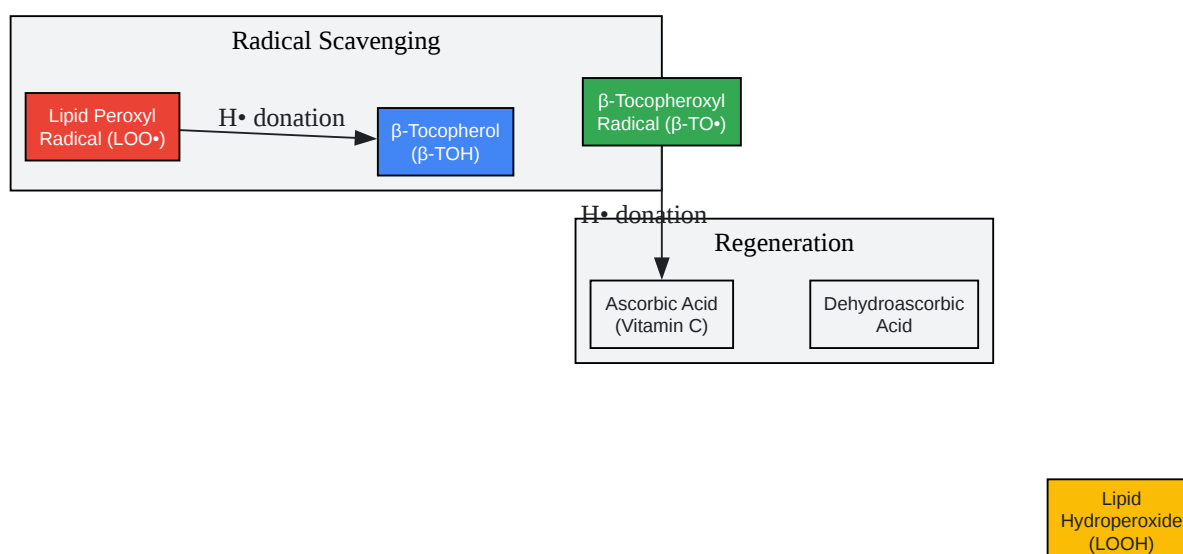 Radical Scavenging
Lipid Peroxyl
Radical (LOO•)
H• donation
β-Tocopherol
(β-TOH)
β-Tocopheroxyl
Radical (β-TO•)
H• donation
Regeneration
Ascorbic Acid
(Vitamin C)
Dehydroascorbic
Acid
Lipid
Hydroperoxide
(LOOH)